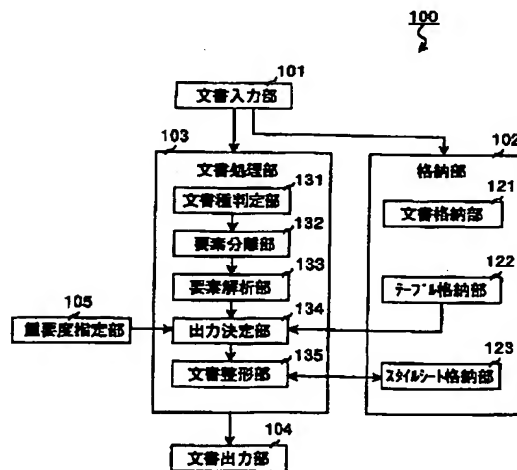 100
101
文書入力部
103
文書処理部
131
文書種判定部
132
要素分離部
133
要素解析部
134
出力決定部
135
文書整形部
102
格納部
121
文書格納部
122
テーブル格納部
123
スタイルシート格納部
105
重要度指定部
104
文書出力部